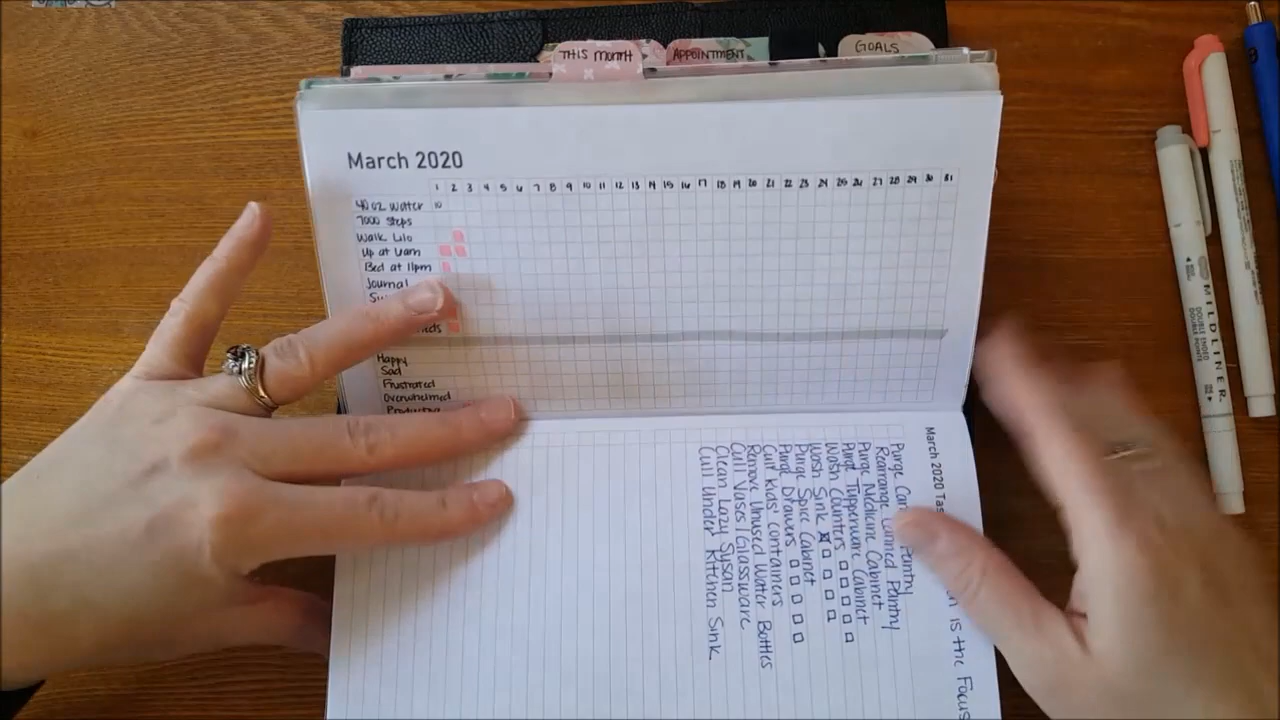 THIS MONTH
APPOINTMENT
GOALS
March 2020
1 2 3 4 5 6 7 8 9 10 11 12 13 14 15 16 17 18 19 20 21 22 23 24 25 26 27 28 29 30 31
40 oz Water 10
7000 Steps
Walk Lilo
Up at 6am
Bed at 11pm
Journal
Happy
Sad
Frustrated
Overwhelmed
Productive
March 2020
is the Focus
Purge Pantry
Rearrange Canned Pantry
Purge Medicine Cabinet
Purge Tupperware Cabinet
Wash Counters
Wash Sink
Purge Spice Cabinet
Purge Drawers
Cull Kids' Containers
Remove Unused Water Bottles
Cull Vases/Glassware
Clean Lazy Sysan
Cull Under Kitchen Sink
MILDLINER
DOUBLE ENDED